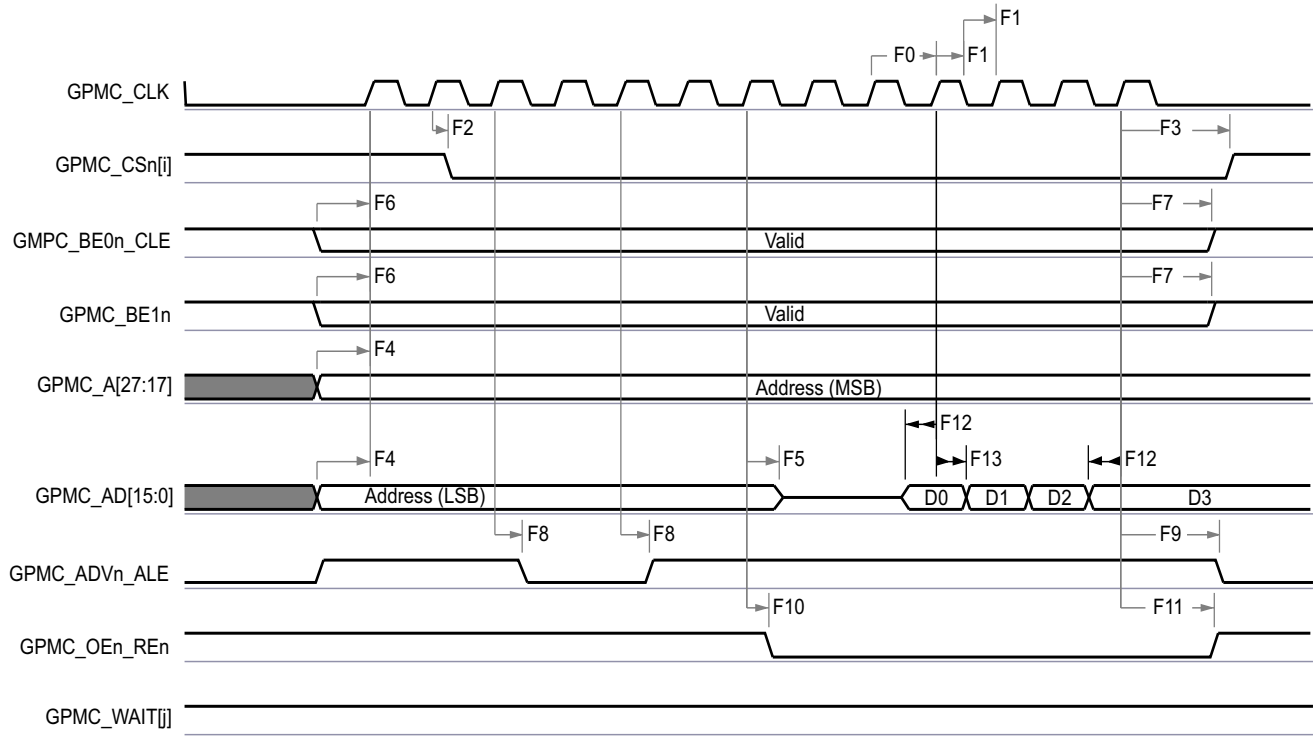 F1
F0 F1
GPMC_CLK
F2 F3
GPMC_CSn[i]
F6 F7
GMPC_BE0n_CLE Valid
F6 F7
GPMC_BE1n Valid
F4
GPMC_A[27:17] Address (MSB)
F12
F4 F5 F13 F12
GPMC_AD[15:0] Address (LSB) D0 D1 D2 D3
F8 F8 F9
GPMC_ADVn_ALE
F10 F11
GPMC_OEn_REn
GPMC_WAIT[j]